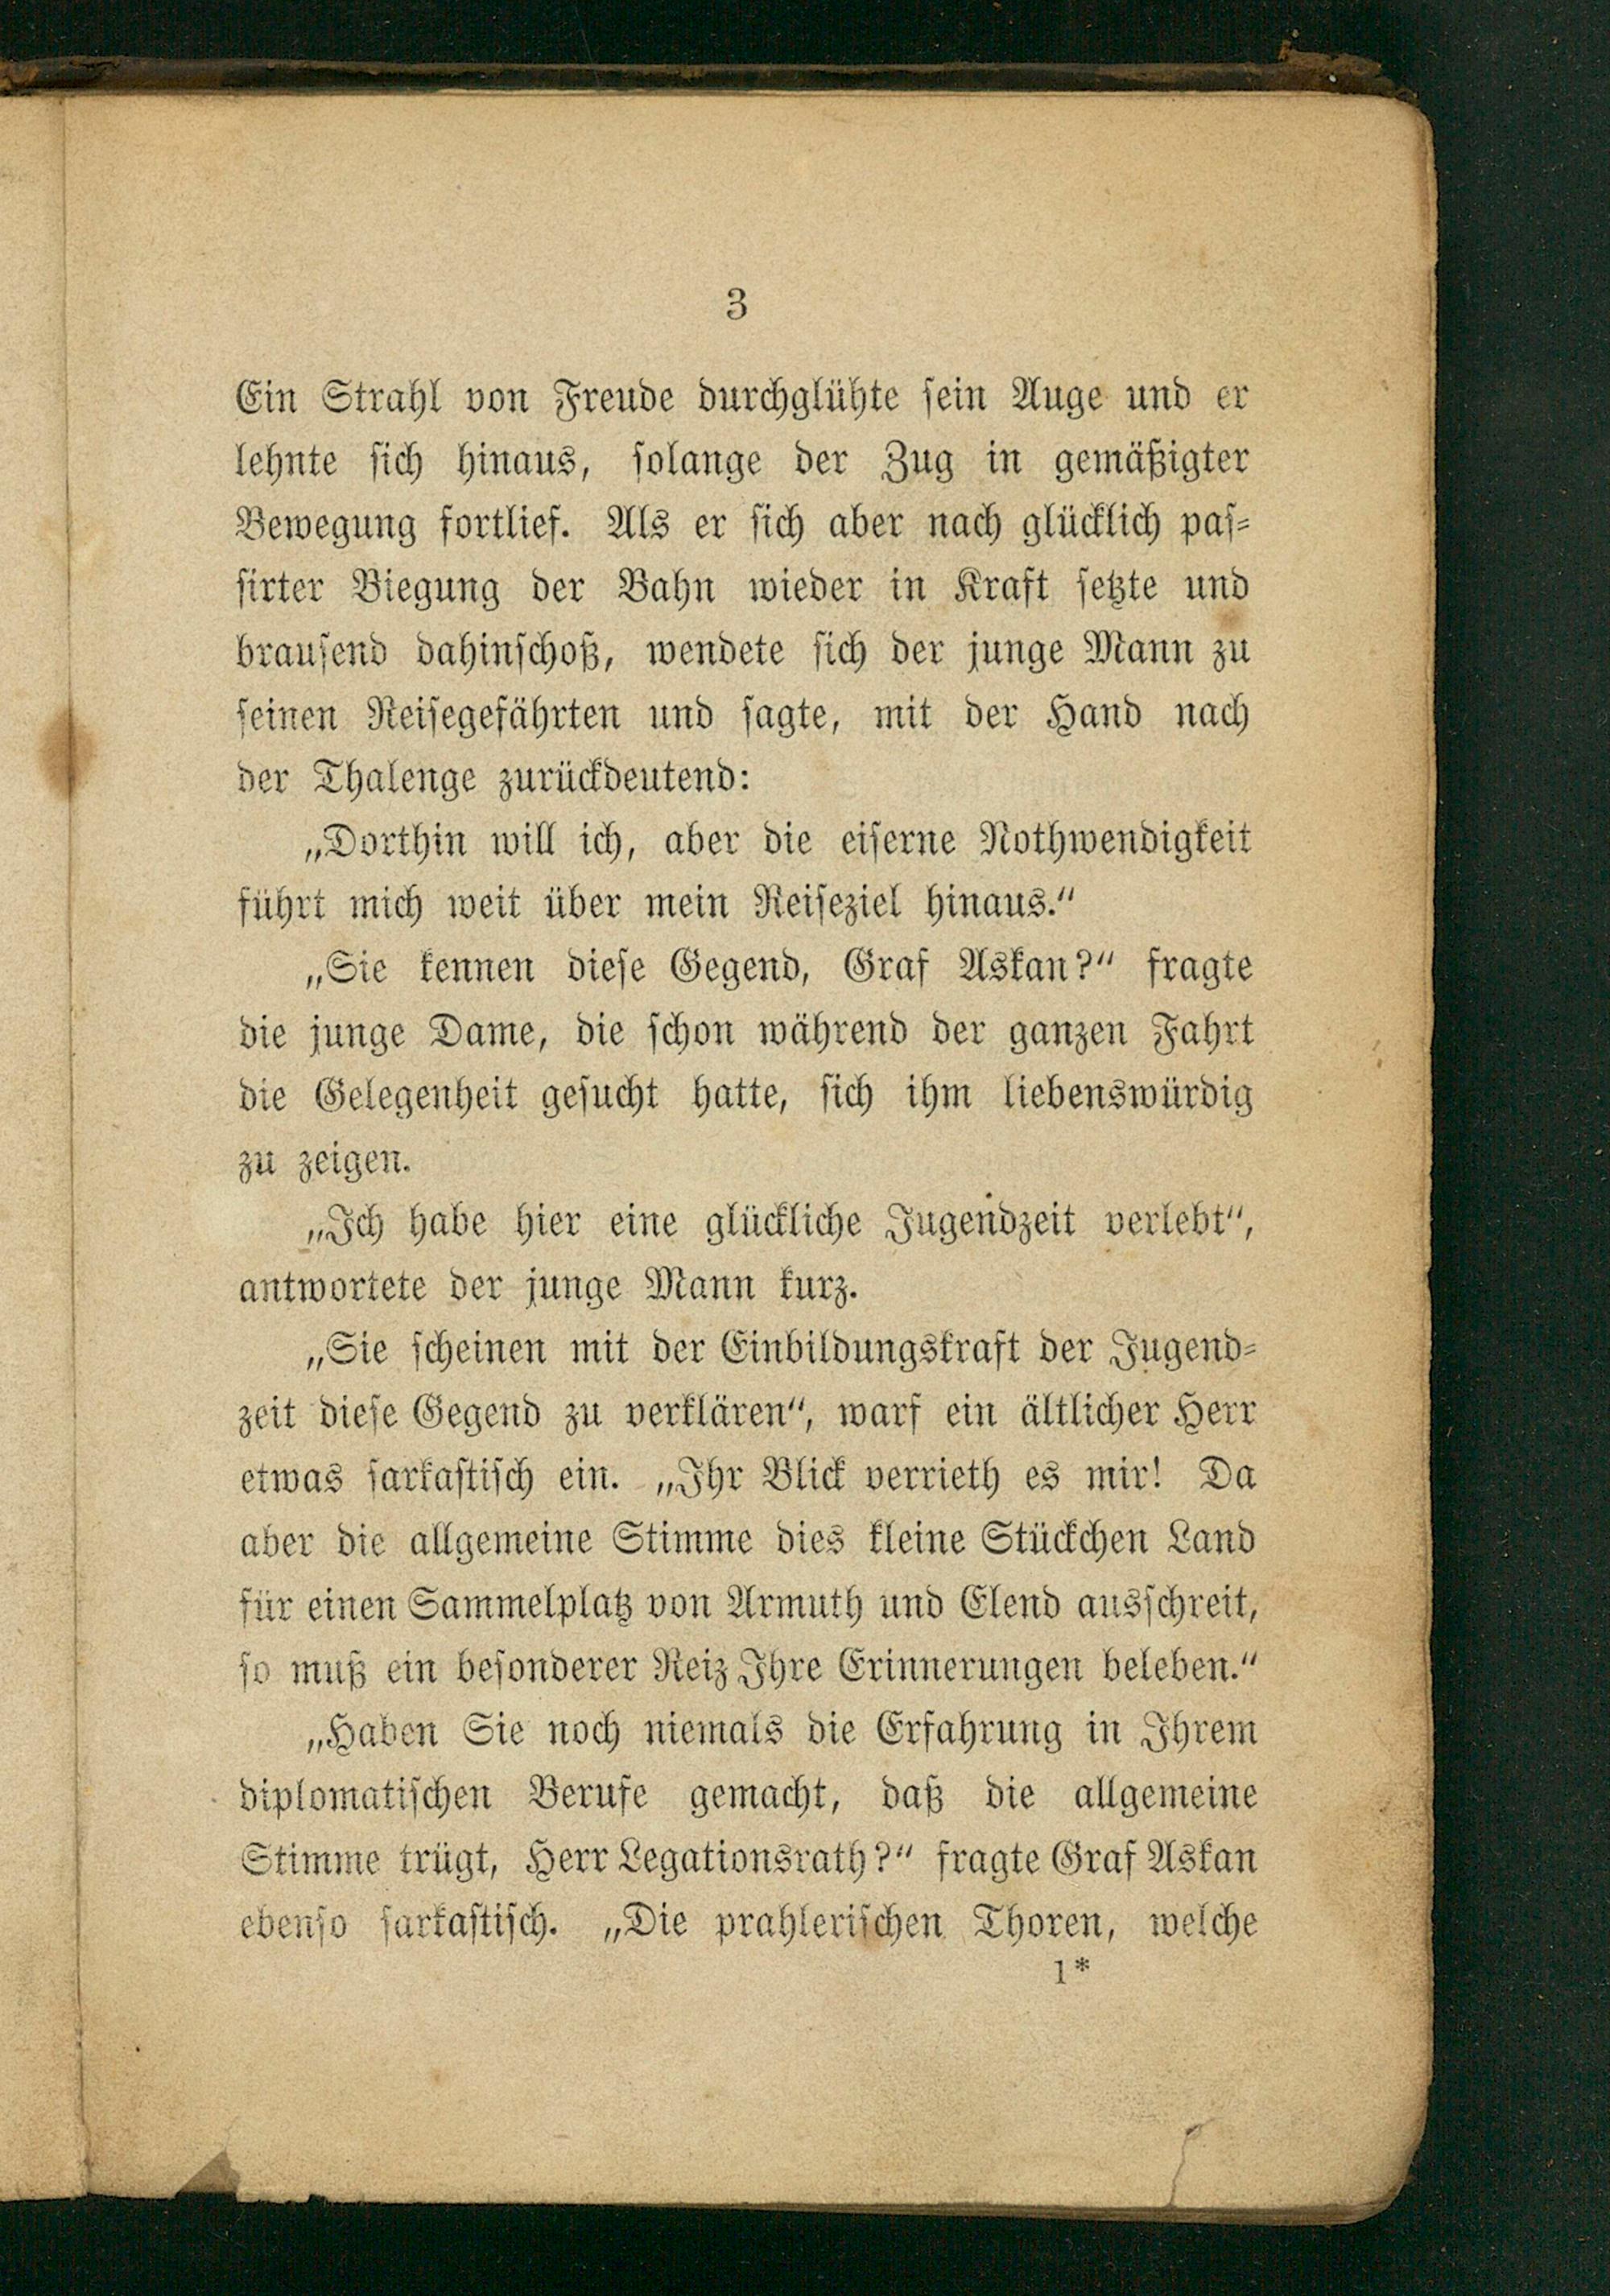 3
Ein Strahl von Freude durchglühte sein Auge und er
lehnte sich hinaus, solange der Zug in gemäßigter
Bewegung fortlief. Als er sich aber nach glücklich pas-
sirter Biegung der Bahn wieder in Kraft setzte und
brausend dahinschoß, wendete sich der junge Mann zu
seinen Reisegefährten und sagte, mit der Hand nach
der Thalenge zurückdeutend:
„Dorthin will ich, aber die eiserne Nothwendigkeit
führt mich weit über mein Reiseziel hinaus.“
„Sie kennen diese Gegend, Graf Askan?“ fragte
die junge Dame, die schon während der ganzen Fahrt
die Gelegenheit gesucht hatte, sich ihm liebenswürdig
zu zeigen.
„Ich habe hier eine glückliche Jugendzeit verlebt“,
antwortete der junge Mann kurz.
„Sie scheinen mit der Einbildungskraft der Jugend-
zeit diese Gegend zu verklären“, warf ein ältlicher Herr
etwas sarkastisch ein. „Ihr Blick verrieth es mir! Da
aber die allgemeine Stimme dies kleine Stückchen Land
für einen Sammelplatz von Armuth und Elend ausschreit,
so muß ein besonderer Reiz Ihre Erinnerungen beleben.“
„Haben Sie noch niemals die Erfahrung in Ihrem
diplomatischen Berufe gemacht, daß die allgemeine
Stimme trügt, Herr Legationsrath?“ fragte Graf Askan
ebenso sarkastisch. „Die prahlerischen Thoren, welche
1*